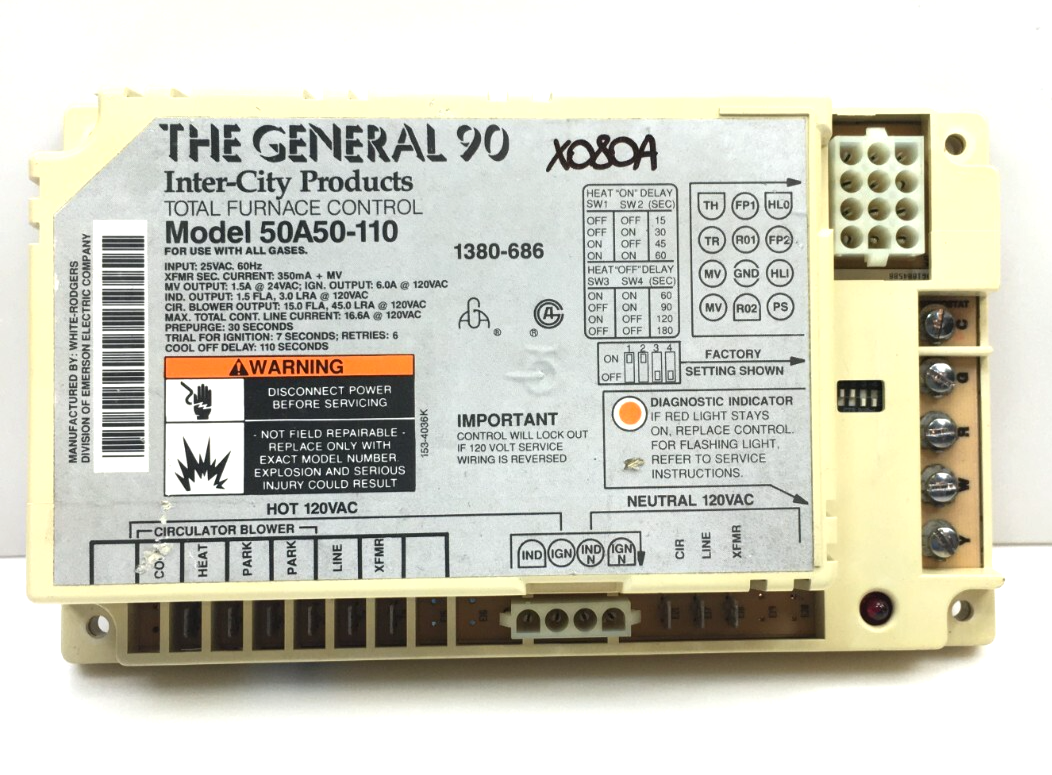 THE GENERAL 90
X080A
Inter-City Products
TOTAL FURNACE CONTROL
Model 50A50-110
FOR USE WITH ALL GASES.
1380-686
INPUT: 25VAC. 60Hz
XFMR SEC. CURRENT: 350mA + MV
MV OUTPUT: 1.5A @ 24VAC; IGN. OUTPUT: 6.0A @ 120VAC
IND. OUTPUT: 1.5 FLA, 3.0 LRA @ 120VAC
CIR. BLOWER OUTPUT: 15.0 FLA, 45.0 LRA @ 120VAC
MAX. TOTAL CONT. LINE CURRENT: 16.6A @ 120VAC
PREPURGE: 30 SECONDS
TRIAL FOR IGNITION: 7 SECONDS; RETRIES: 6
COOL OFF DELAY: 110 SECONDS
MANUFACTURED BY: WHITE-RODGERS
DIVISION OF EMERSON ELECTRIC COMPANY
WARNING
DISCONNECT POWER
BEFORE SERVICING
- NOT FIELD REPAIRABLE -
REPLACE ONLY WITH
EXACT MODEL NUMBER.
EXPLOSION AND SERIOUS
INJURY COULD RESULT
153-4036K
HEAT "ON" DELAY
SW1 SW2 (SEC)
OFF OFF 15
OFF ON 30
ON OFF 45
ON ON 60
HEAT "OFF" DELAY
SW3 SW4 (SEC)
ON ON 60
OFF ON 90
ON OFF 120
OFF OFF 180
TH FP1 HL0
TR R01 FP2
MV GND HLI
MV R02 PS
® ®
1 2 3 4
ON
OFF
FACTORY
SETTING SHOWN
IMPORTANT
CONTROL WILL LOCK OUT
IF 120 VOLT SERVICE
WIRING IS REVERSED
DIAGNOSTIC INDICATOR
IF RED LIGHT STAYS
ON, REPLACE CONTROL.
FOR FLASHING LIGHT,
REFER TO SERVICE
INSTRUCTIONS.
HOT 120VAC
NEUTRAL 120VAC
CIRCULATOR BLOWER
HEAT
PARK
PARK
LINE
XFMR
IND IGN IND N IGN N
CIR
LINE
XFMR
C
G
R
W
Y